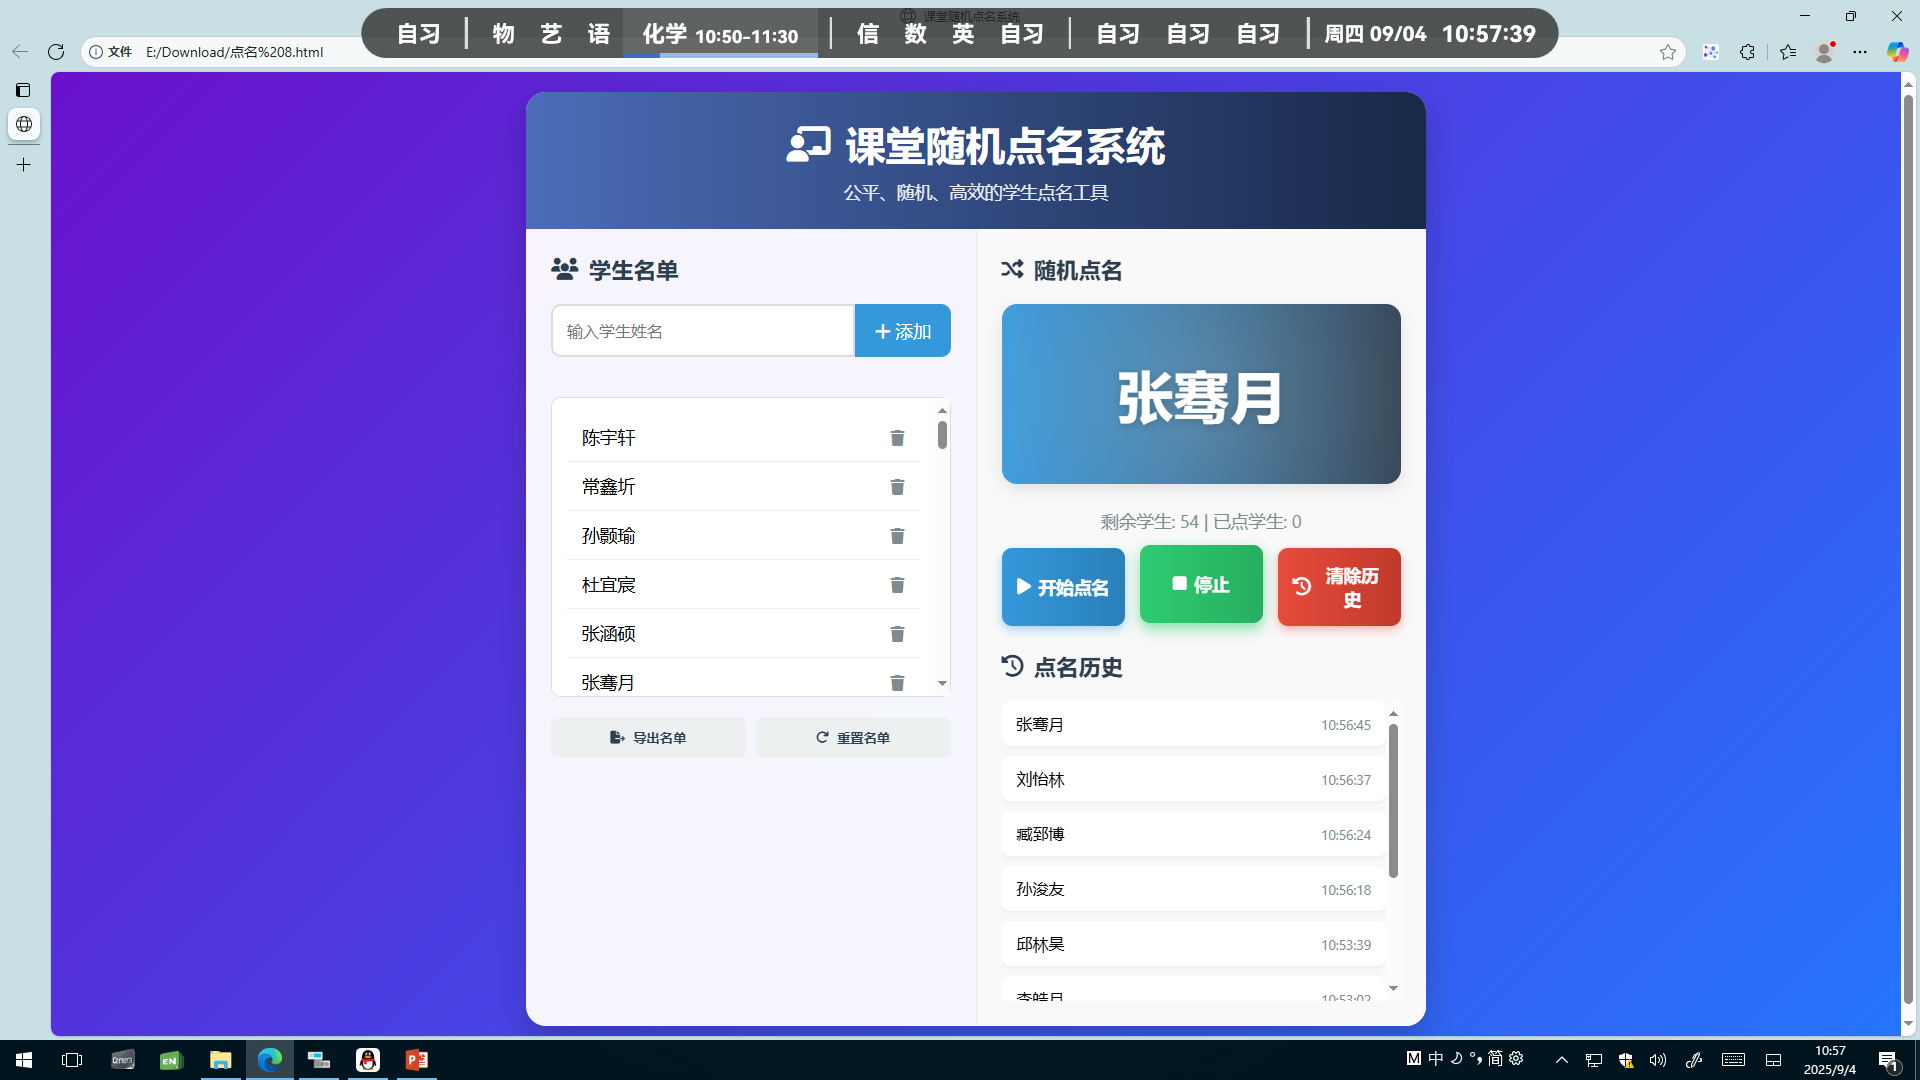 课堂随机点名系统
自习 物 艺 语 化学 10:50-11:30 信 数 英 自习 自习 自习 自习 周四 09/04 10:57:39
文件 E:/Download/点名%208.html
课堂随机点名系统
公平、随机、高效的学生点名工具
学生名单
输入学生姓名
添加
陈宇轩
常鑫圻
孙颢瑜
杜宜宸
张涵硕
张骞月
导出名单
重置名单
随机点名
张骞月
剩余学生: 54 | 已点学生: 0
开始点名
停止
清除历
史
点名历史
张骞月 10:56:45
刘怡林 10:56:37
臧郅博 10:56:24
孙浚友 10:56:18
邱林昊 10:53:39
10:53:02
Camera
EN
M 中 简
10:57
2025/9/4
1